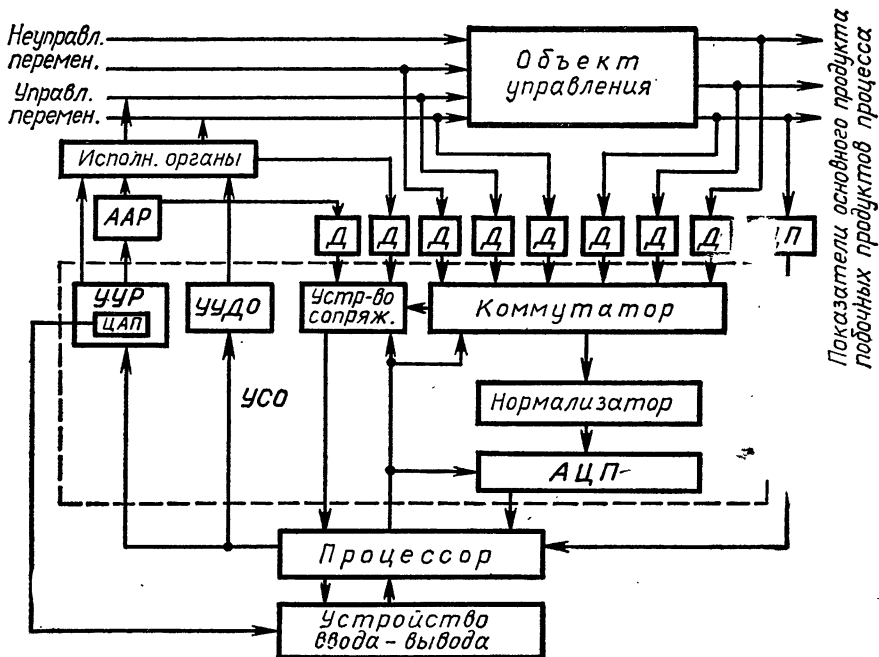 Неуправл.
перемен.
Управл.
перемен.
Объект
управления
Показатели основного продукта
побочных продуктов процесса
Исполн. органы
ААР
Д
Д
Д
Д
Д
Д
Д
Д
П
УУР
ЦАП
УУДО
Устр-во
сопряж.
Коммутатор
УСО
Нормализатор
АЦП
Процессор
Устройство
ввода - вывода